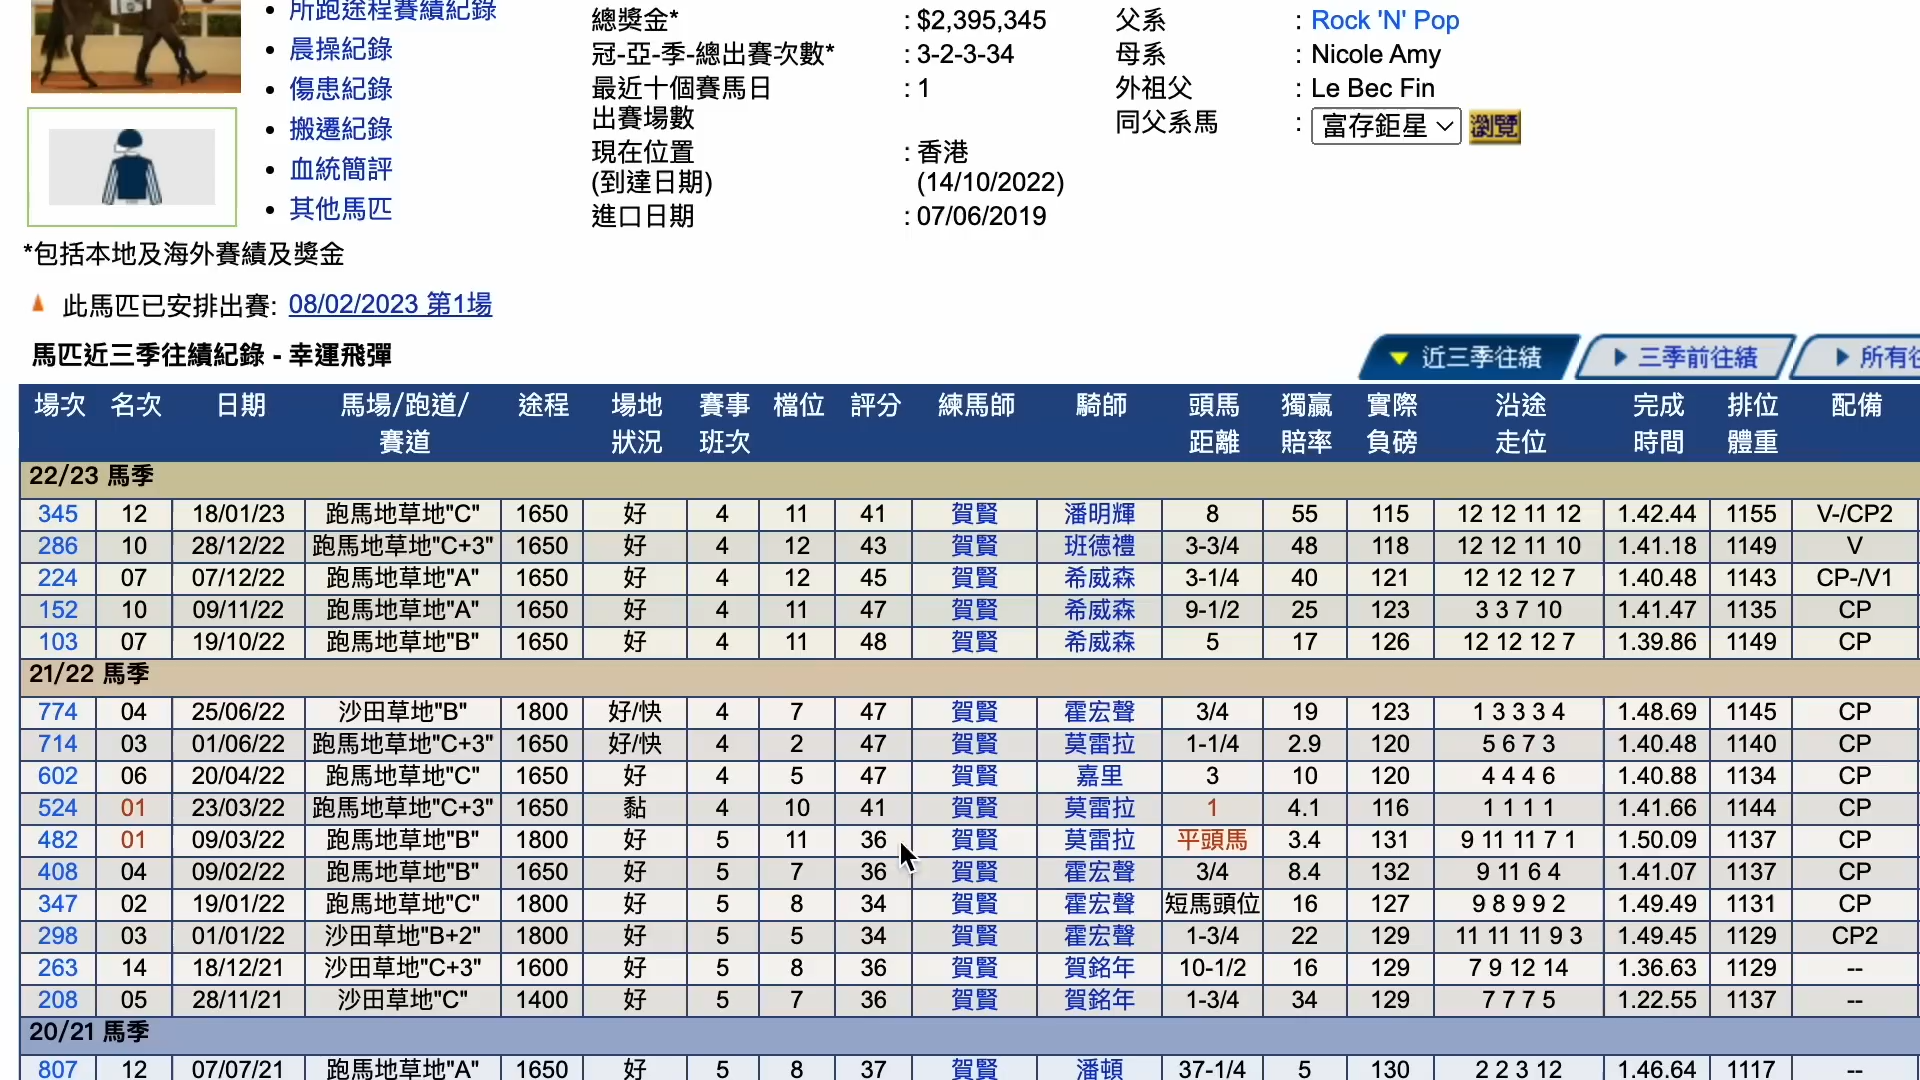 所跑途程賽績紀錄
晨操紀錄
傷患紀錄
搬遷紀錄
血統簡評
其他馬匹
*包括本地及海外賽績及獎金
總獎金* : $2,395,345
冠-亞-季-總出賽次數* : 3-2-3-34
最近十個賽馬日 : 1
出賽場數
現在位置 : 香港
(到達日期) (14/10/2022)
進口日期 : 07/06/2019
父系 : Rock 'N' Pop
母系 : Nicole Amy
外祖父 : Le Bec Fin
同父系馬 : 富存鉅星 瀏覽
此馬匹已安排出賽: 08/02/2023 第1場
馬匹近三季往績紀錄 - 幸運飛彈
近三季往績 三季前往績 所有往
場次 名次 日期 馬場/跑道/ 途程 場地 賽事 檔位 評分 練馬師 騎師 頭馬 獨贏 實際 沿途 完成 排位 配備
賽道 狀況 班次 距離 賠率 負磅 走位 時間 體重
22/23 馬季
345 12 18/01/23 跑馬地草地"C" 1650 好 4 11 41 賀賢 潘明輝 8 55 115 12 12 11 12 1.42.44 1155 V-/CP2
286 10 28/12/22 跑馬地草地"C+3" 1650 好 4 12 43 賀賢 班德禮 3-3/4 48 118 12 12 11 10 1.41.18 1149 V
224 07 07/12/22 跑馬地草地"A" 1650 好 4 12 45 賀賢 希威森 3-1/4 40 121 12 12 12 7 1.40.48 1143 CP-/V1
152 10 09/11/22 跑馬地草地"A" 1650 好 4 11 47 賀賢 希威森 9-1/2 25 123 3 3 7 10 1.41.47 1135 CP
103 07 19/10/22 跑馬地草地"B" 1650 好 4 11 48 賀賢 希威森 5 17 126 12 12 12 7 1.39.86 1149 CP
21/22 馬季
774 04 25/06/22 沙田草地"B" 1800 好/快 4 7 47 賀賢 霍宏聲 3/4 19 123 1 3 3 3 4 1.48.69 1145 CP
714 03 01/06/22 跑馬地草地"C+3" 1650 好/快 4 2 47 賀賢 莫雷拉 1-1/4 2.9 120 5 6 7 3 1.40.48 1140 CP
602 06 20/04/22 跑馬地草地"C" 1650 好 4 5 47 賀賢 嘉里 3 10 120 4 4 4 6 1.40.88 1134 CP
524 01 23/03/22 跑馬地草地"C+3" 1650 黏 4 10 41 賀賢 莫雷拉 1 4.1 116 1 1 1 1 1.41.66 1144 CP
482 01 09/03/22 跑馬地草地"B" 1800 好 5 11 36 賀賢 莫雷拉 平頭馬 3.4 131 9 11 11 7 1 1.50.09 1137 CP
408 04 09/02/22 跑馬地草地"B" 1650 好 5 7 36 賀賢 霍宏聲 3/4 8.4 132 9 11 6 4 1.41.07 1137 CP
347 02 19/01/22 跑馬地草地"C" 1800 好 5 8 34 賀賢 霍宏聲 短馬頭位 16 127 9 8 9 9 2 1.49.49 1131 CP
298 03 01/01/22 沙田草地"B+2" 1800 好 5 5 34 賀賢 霍宏聲 1-3/4 22 129 11 11 11 9 3 1.49.45 1129 CP2
263 14 18/12/21 沙田草地"C+3" 1600 好 5 8 36 賀賢 賀銘年 10-1/2 16 129 7 9 12 14 1.36.63 1129 --
208 05 28/11/21 沙田草地"C" 1400 好 5 7 36 賀賢 賀銘年 1-3/4 34 129 7 7 7 5 1.22.55 1137 --
20/21 馬季
807 12 07/07/21 跑馬地草地"A" 1650 好 5 8 37 賀賢 潘頓 37-1/4 5 130 2 2 3 12 1.46.64 1117 --